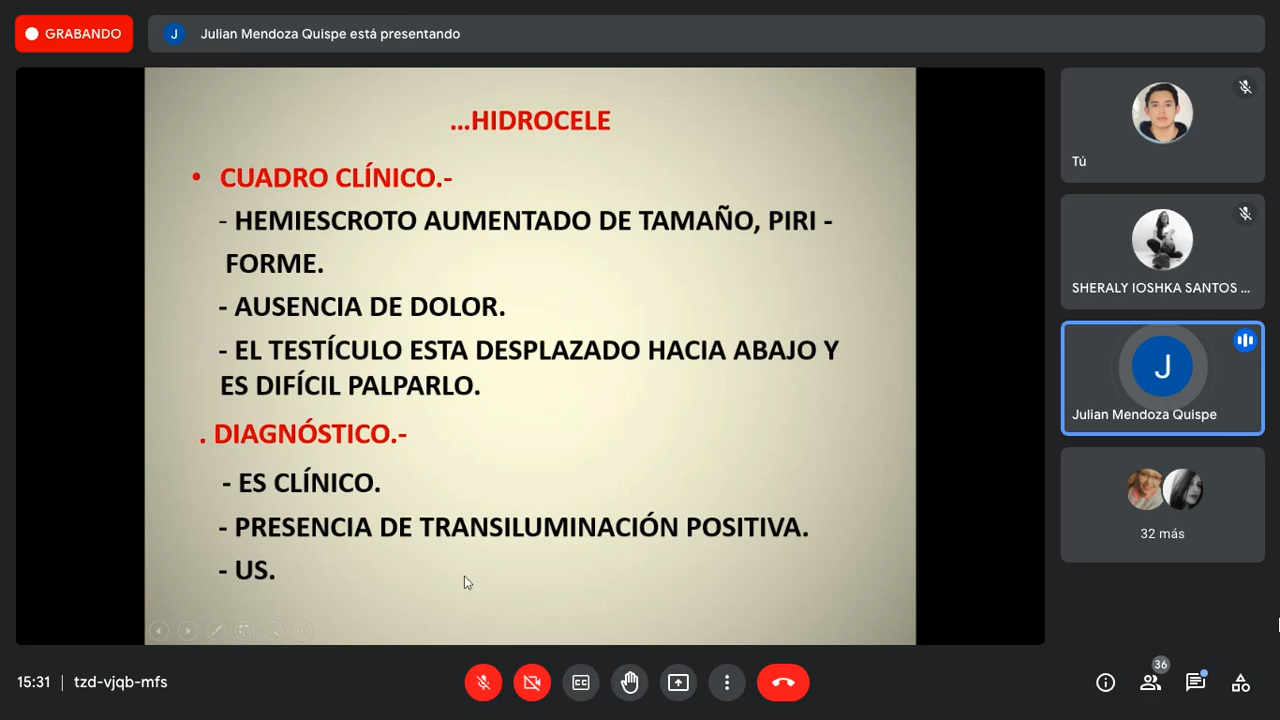 GRABANDO
J
Julian Mendoza Quispe está presentando
...HIDROCELE
• CUADRO CLÍNICO.-
- HEMIESCROTO AUMENTADO DE TAMAÑO, PIRI -
FORME.
- AUSENCIA DE DOLOR.
- EL TESTÍCULO ESTA DESPLAZADO HACIA ABAJO Y
ES DIFÍCIL PALPARLO.
. DIAGNÓSTICO.-
- ES CLÍNICO.
- PRESENCIA DE TRANSILUMINACIÓN POSITIVA.
- US.
Tú
SHERALY IOSHKA SANTOS ...
J
Julian Mendoza Quispe
32 más
15:31 | tzd-vjqb-mfs
CC
36